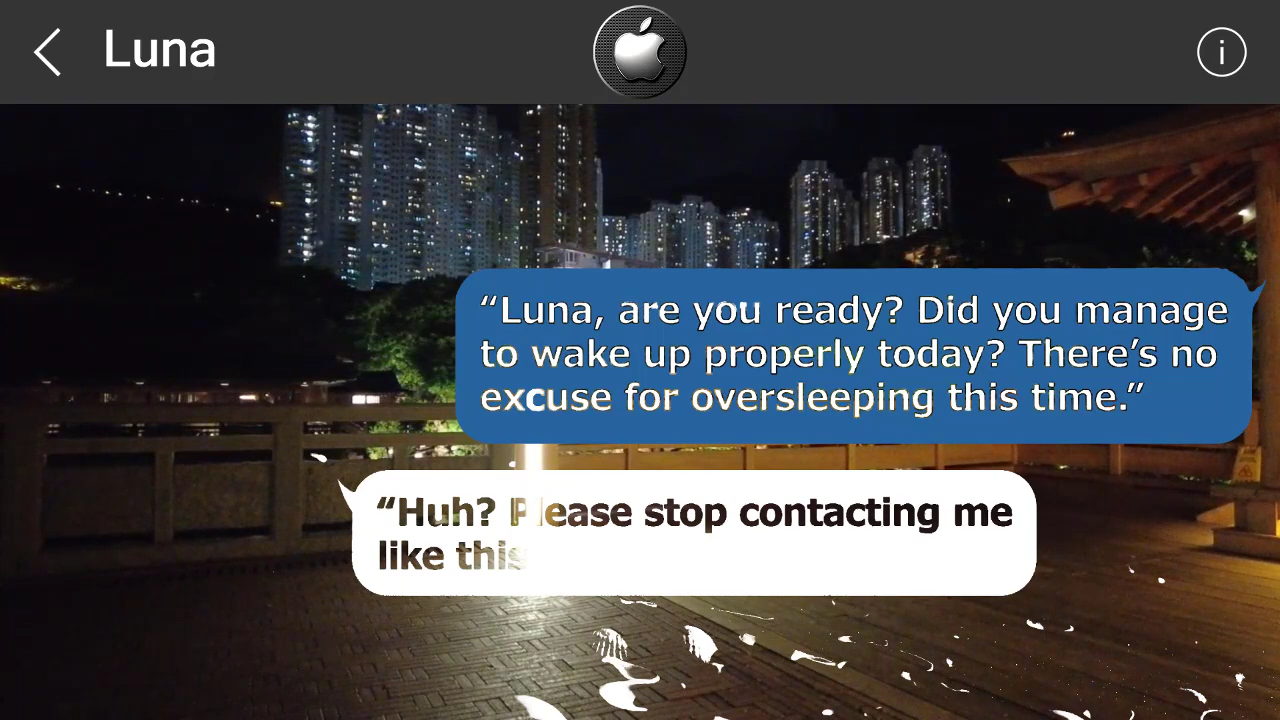 Luna
“Luna, are you ready? Did you manage
to wake up properly today? There’s no
excuse for oversleeping this time.”
“Huh? Please stop contacting me
like this